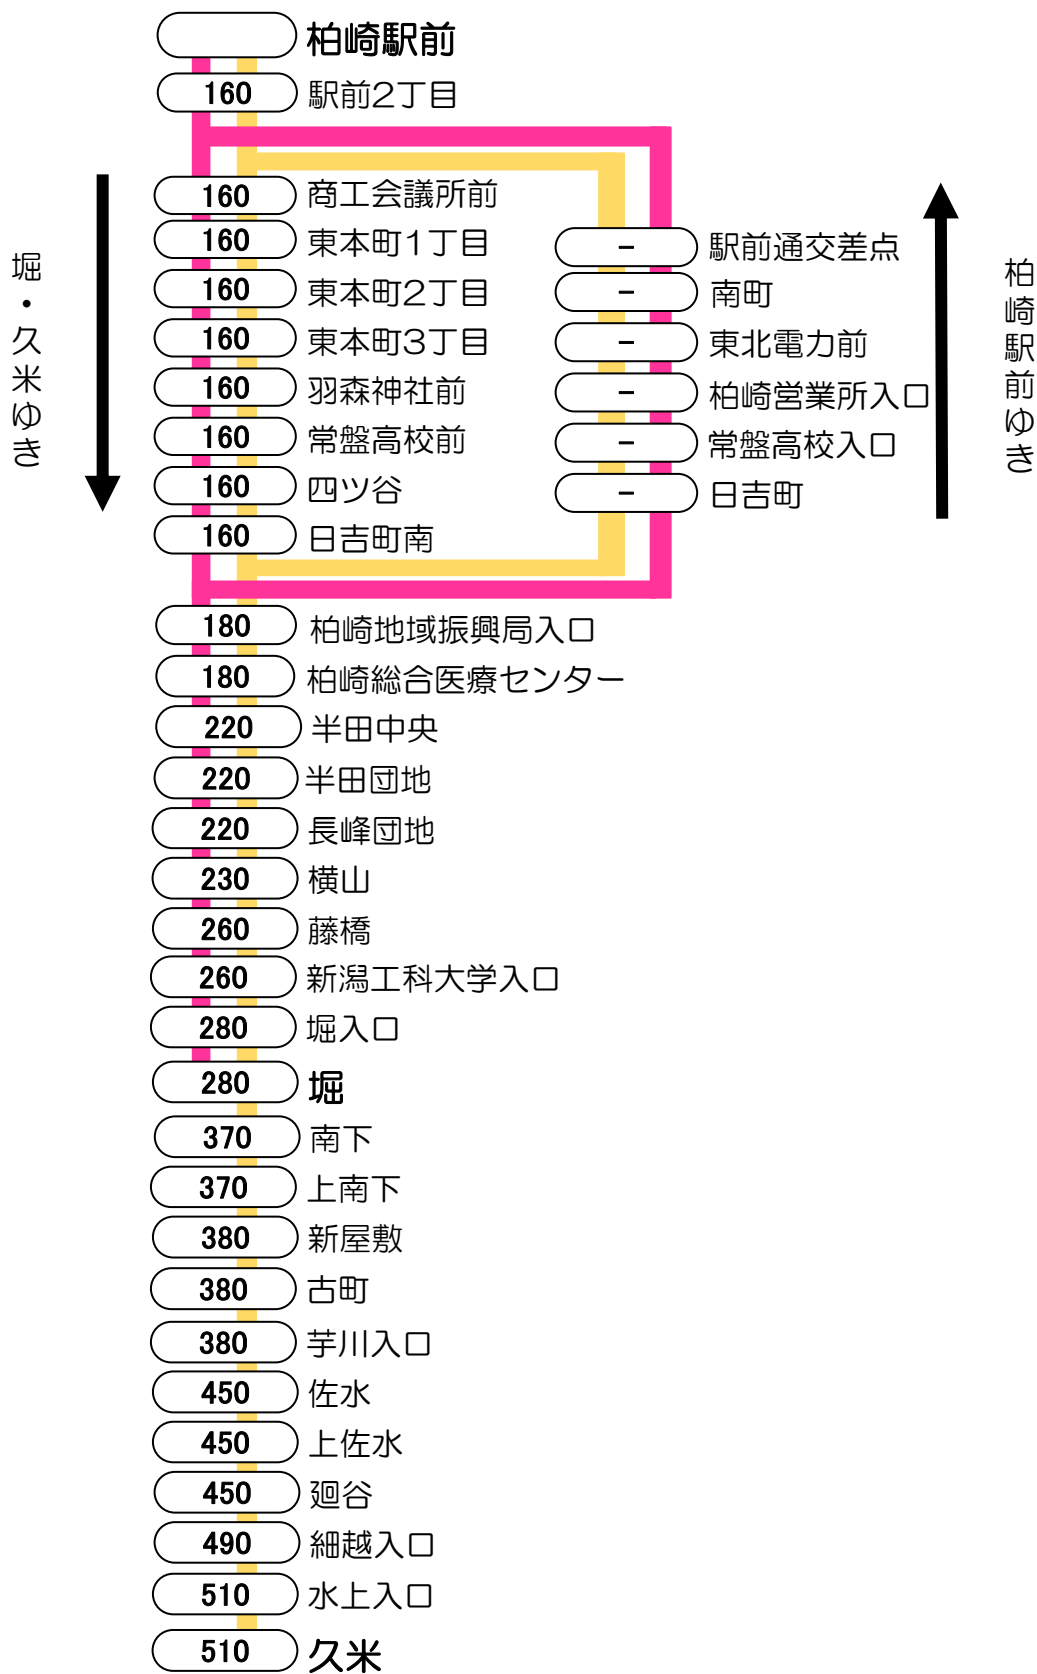 柏崎駅前
160 駅前2丁目
160 商工会議所前
160 東本町1丁目
160 東本町2丁目
160 東本町3丁目
160 羽森神社前
160 常盤高校前
160 四ツ谷
160 日吉町南
堀・久米ゆき
- 駅前通交差点
- 南町
- 東北電力前
- 柏崎営業所入口
- 常盤高校入口
- 日吉町
柏崎駅前ゆき
180 柏崎地域振興局入口
180 柏崎総合医療センター
220 半田中央
220 半田団地
220 長峰団地
230 横山
260 藤橋
260 新潟工科大学入口
280 堀入口
280 堀
370 南下
370 上南下
380 新屋敷
380 古町
380 芋川入口
450 佐水
450 上佐水
450 廻谷
490 細越入口
510 水上入口
510 久米